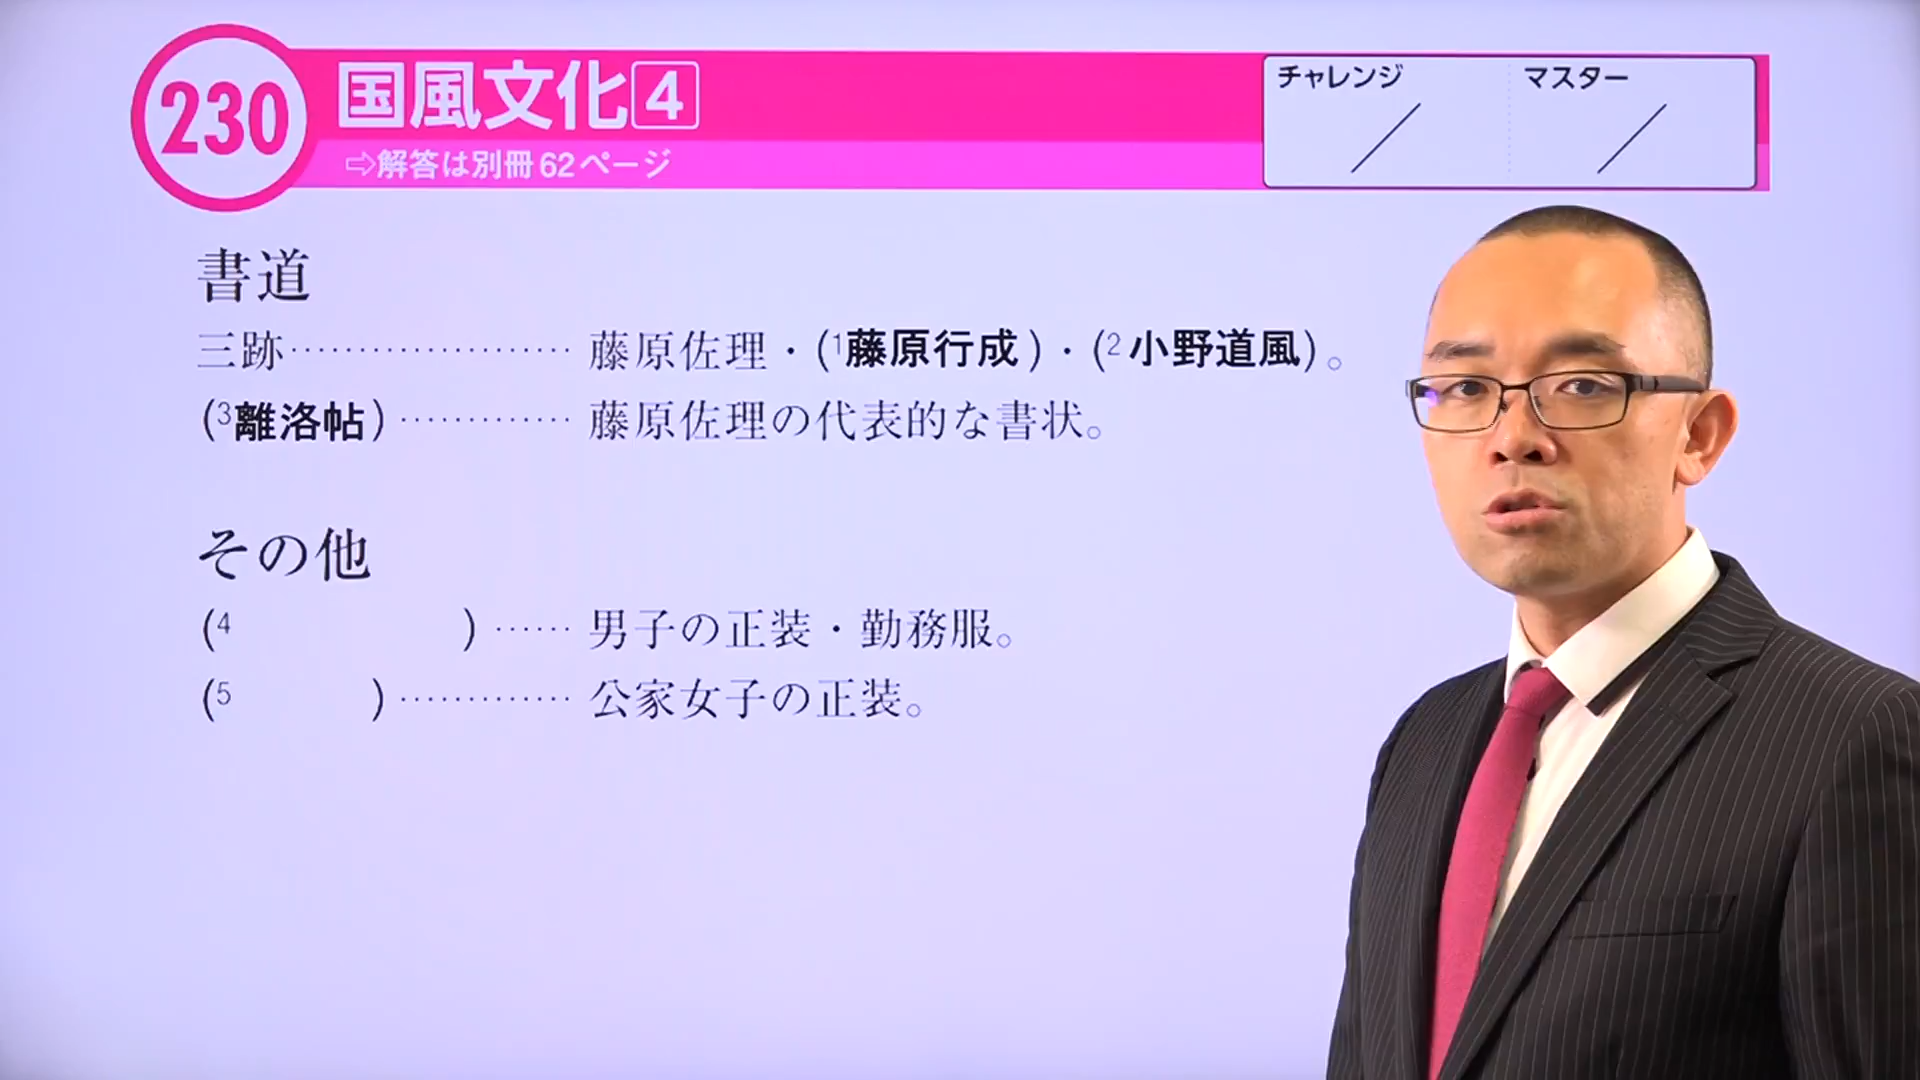 230
国風文化4
⇨解答は別冊62ページ
チャレンジ
マスター
書道
三跡…………………藤原佐理・(1藤原行成)・(2小野道風)。
(3離洛帖)…………藤原佐理の代表的な書状。
その他
(4 )……男子の正装・勤務服。
(5 )…………公家女子の正装。